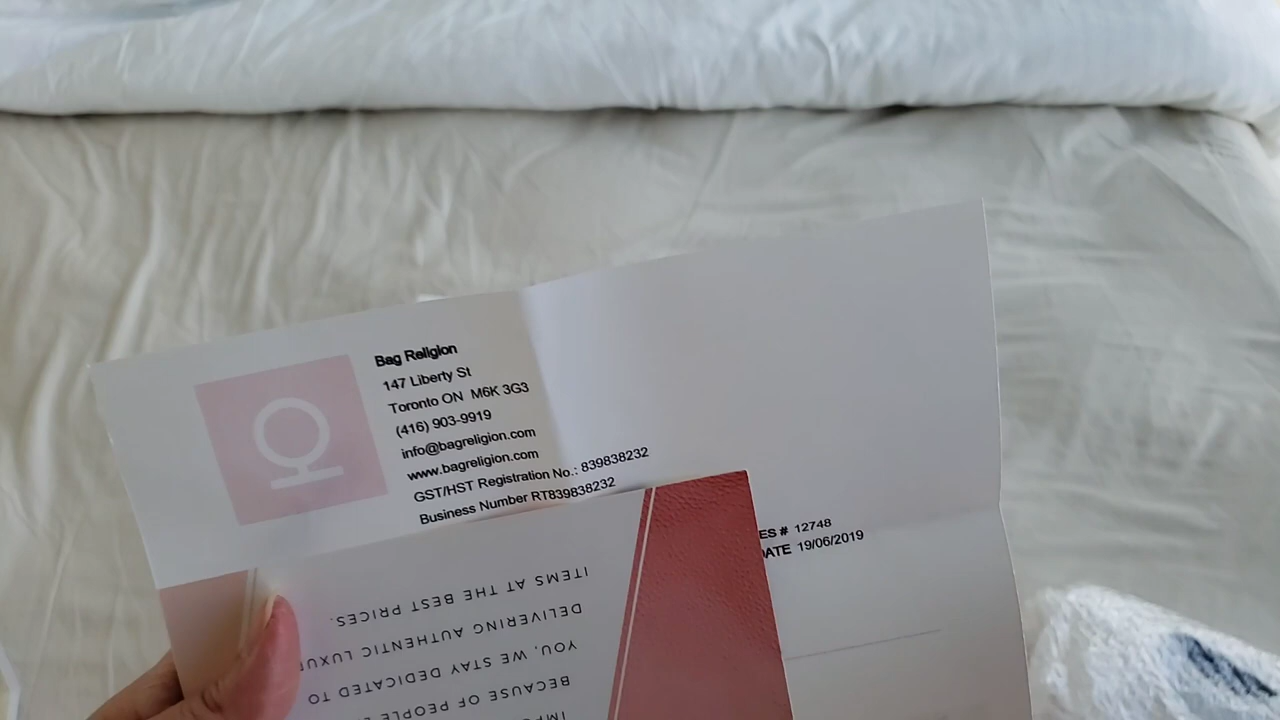 Bag Religion
147 Liberty St
Toronto ON M6K 3G3
(416) 903-9919
info@bagreligion.com
www.bagreligion.com
GST/HST Registration No.: 839838232
Business Number RT839838232
ES # 12748
ATE 19/06/2019
BECAUSE OF PEOPLE
YOU, WE STAY DEDICATED TO
DELIVERING AUTHENTIC LUXU
ITEMS AT THE BEST PRICES.